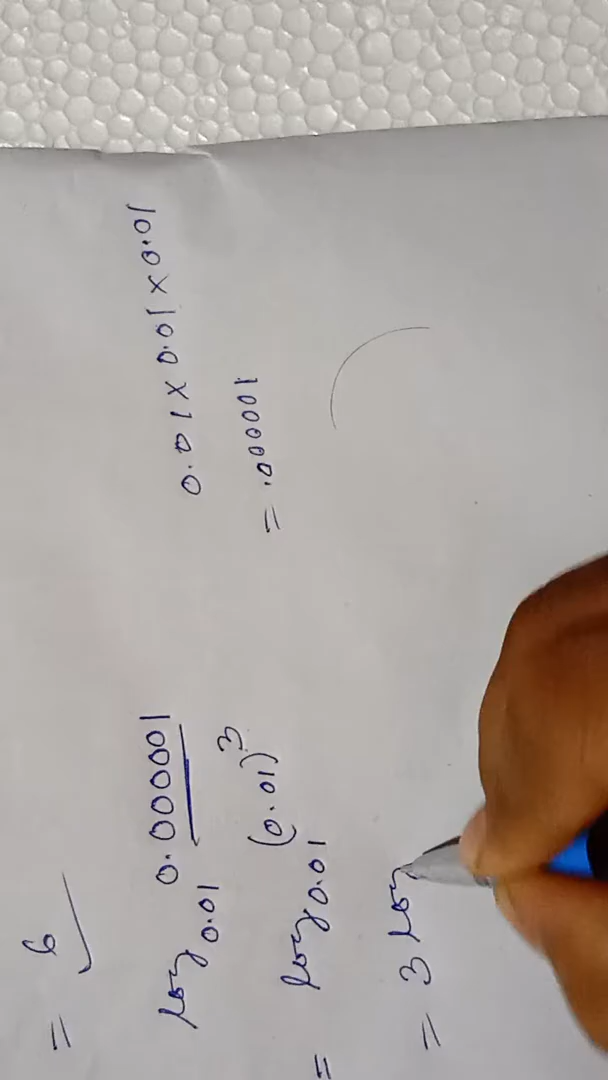 = 6
log₀.₀₁ 0.000001
= log₀.₀₁ (0.01)³
= 3 log
0.01 x 0.01 x 0.01
= .000001